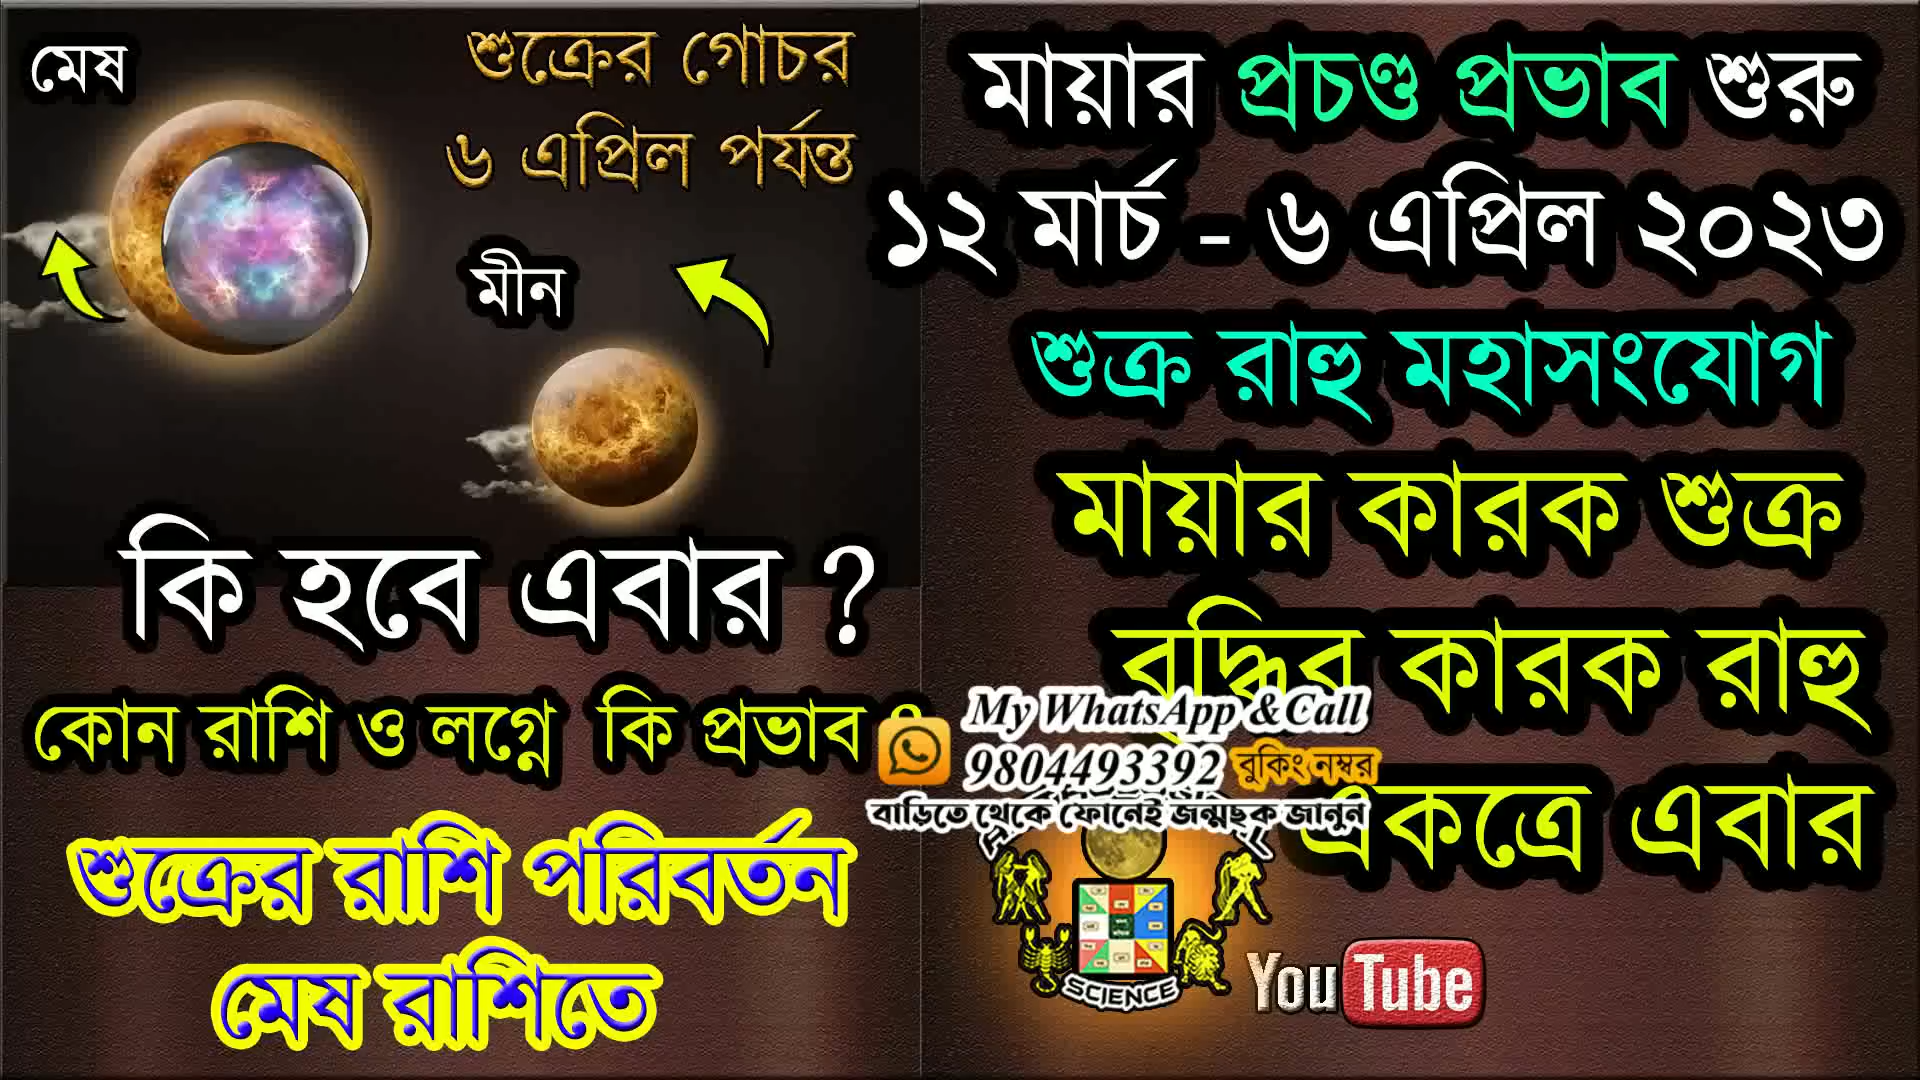 মেষ
শুক্রের গোচর
৬ এপ্রিল পর্যন্ত
মীন
কি হবে এবার ?
কোন রাশি ও লগ্নে কি প্রভাব ?
শুক্রের রাশি পরিবর্তন
মেষ রাশিতে
মায়ার প্রচণ্ড প্রভাব শুরু
১২ মার্চ - ৬ এপ্রিল ২০২৩
শুক্র রাহু মহাসংযোগ
মায়ার কারক শুক্র
বৃদ্ধির কারক রাহু
একত্রে এবার
My WhatsApp & Call
9804493392 বুকিং নম্বর
বাড়িতে থেকে ফোনেই জন্মছক জানুন
SCIENCE
YouTube